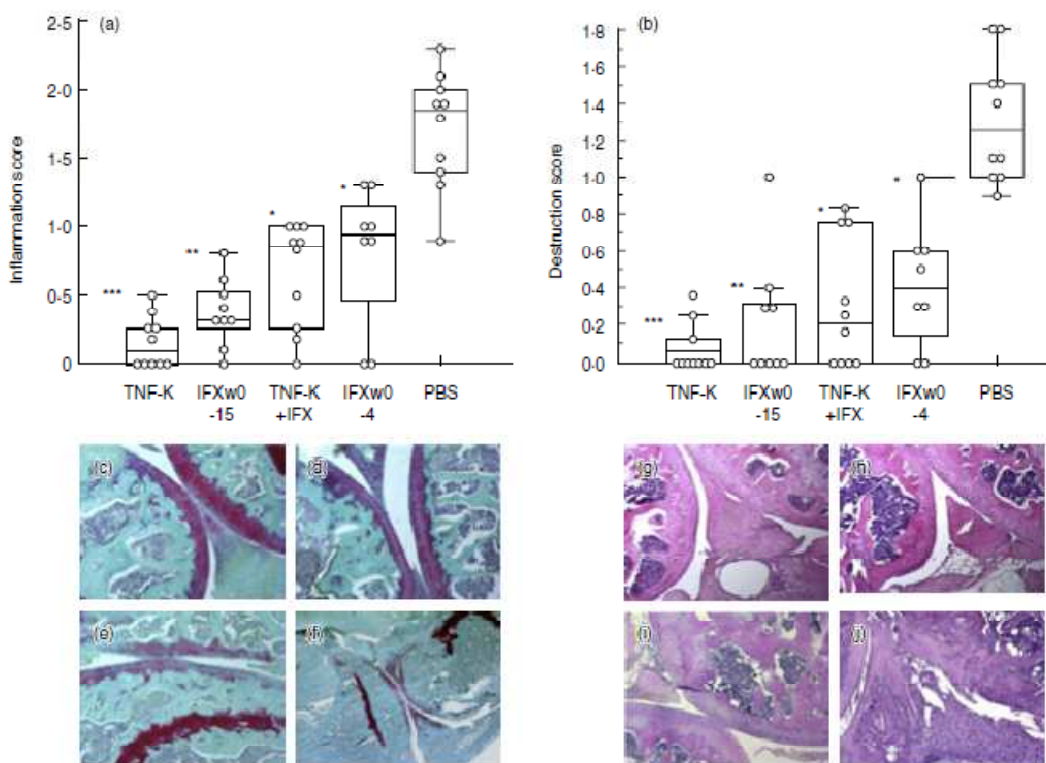 (a)
Inflammation score
2-5
2-0
1-5
1-0
0-5
0
***
**
*
*
TNF-K IFXw0 TNF-K IFXw0 PBS
-15 +IFX -4
(b)
Destruction score
1-8
1-6
1-4
1-2
1-0
0-8
0-6
0-4
0-2
0-0
***
**
*
*
TNF-K IFXw0 TNF-K IFXw0 PBS
-15 +IFX -4
(c) (d) (g) (h)
(e) (f) (i) (j)